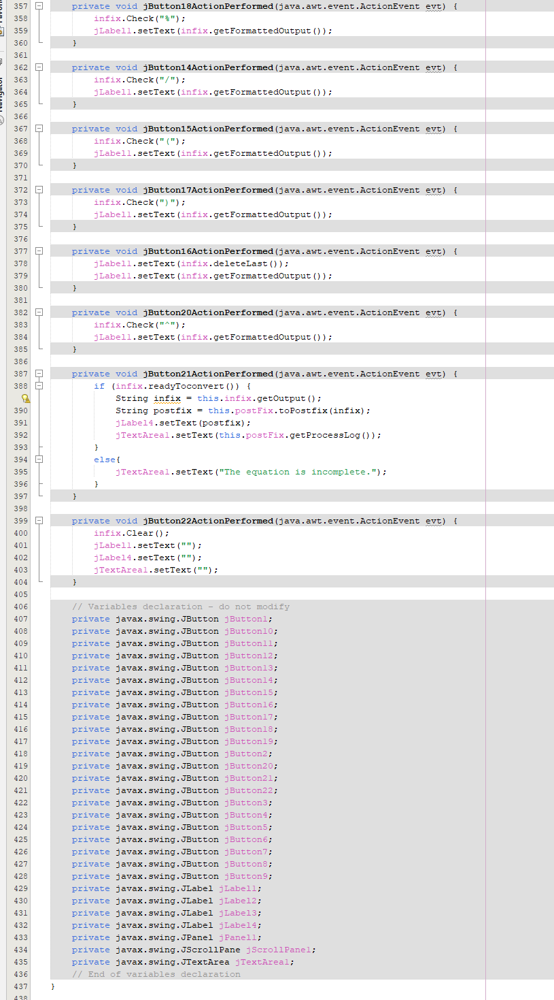 357 private void jButton18ActionPerformed(java.awt.event.ActionEvent evt) {
358 infix.Check("%");
359 jLabel1.setText(infix.getFormattedOutput());
360 }
361
362 private void jButton14ActionPerformed(java.awt.event.ActionEvent evt) {
363 infix.Check("/");
364 jLabel1.setText(infix.getFormattedOutput());
365 }
366
367 private void jButton15ActionPerformed(java.awt.event.ActionEvent evt) {
368 infix.Check("(");
369 jLabel1.setText(infix.getFormattedOutput());
370 }
371
372 private void jButton17ActionPerformed(java.awt.event.ActionEvent evt) {
373 infix.Check(")");
374 jLabel1.setText(infix.getFormattedOutput());
375 }
376
377 private void jButton16ActionPerformed(java.awt.event.ActionEvent evt) {
378 jLabel1.setText(infix.deleteLast());
379 jLabel1.setText(infix.getFormattedOutput());
380 }
381
382 private void jButton20ActionPerformed(java.awt.event.ActionEvent evt) {
383 infix.Check("^");
384 jLabel1.setText(infix.getFormattedOutput());
385 }
386
387 private void jButton21ActionPerformed(java.awt.event.ActionEvent evt) {
388 if (infix.readyToconvert()) {
String infix = this.infix.getOutput();
390 String postfix = this.postFix.toPostfix(infix);
391 jLabel4.setText(postfix);
392 jTextArea1.setText(this.postFix.getProcessLog());
393 }
394 else{
395 jTextArea1.setText("The equation is incomplete.");
396 }
397 }
398
399 private void jButton22ActionPerformed(java.awt.event.ActionEvent evt) {
400 infix.Clear();
401 jLabel1.setText("");
402 jLabel4.setText("");
403 jTextArea1.setText("");
404 }
405
406 // Variables declaration - do not modify
407 private javax.swing.JButton jButton1;
408 private javax.swing.JButton jButton10;
409 private javax.swing.JButton jButton11;
410 private javax.swing.JButton jButton12;
411 private javax.swing.JButton jButton13;
412 private javax.swing.JButton jButton14;
413 private javax.swing.JButton jButton15;
414 private javax.swing.JButton jButton16;
415 private javax.swing.JButton jButton17;
416 private javax.swing.JButton jButton18;
417 private javax.swing.JButton jButton19;
418 private javax.swing.JButton jButton2;
419 private javax.swing.JButton jButton20;
420 private javax.swing.JButton jButton21;
421 private javax.swing.JButton jButton22;
422 private javax.swing.JButton jButton3;
423 private javax.swing.JButton jButton4;
424 private javax.swing.JButton jButton5;
425 private javax.swing.JButton jButton6;
426 private javax.swing.JButton jButton7;
427 private javax.swing.JButton jButton8;
428 private javax.swing.JButton jButton9;
429 private javax.swing.JLabel jLabel1;
430 private javax.swing.JLabel jLabel2;
431 private javax.swing.JLabel jLabel3;
432 private javax.swing.JLabel jLabel4;
433 private javax.swing.JPanel jPanel1;
434 private javax.swing.JScrollPane jScrollPane1;
435 private javax.swing.JTextArea jTextArea1;
436 // End of variables declaration
437 }
438